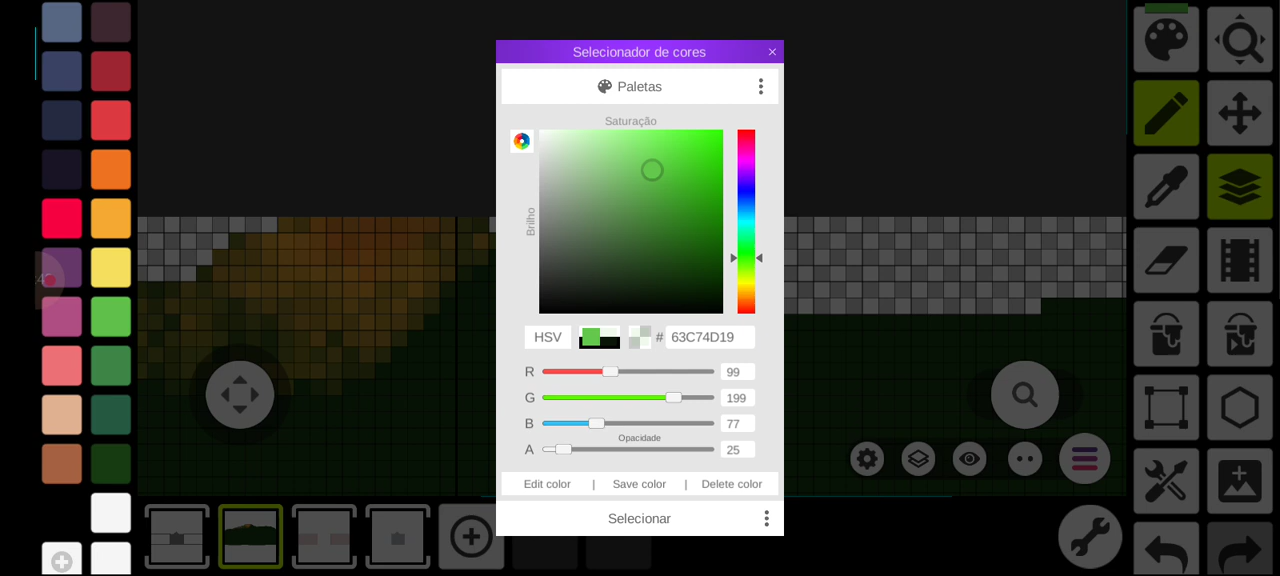 Selecionador de cores ×
Paletas
Saturação
Brilho
HSV # 63C74D19
R 99
G 199
B 77
Opacidade
A 25
Edit color | Save color | Delete color
Selecionar